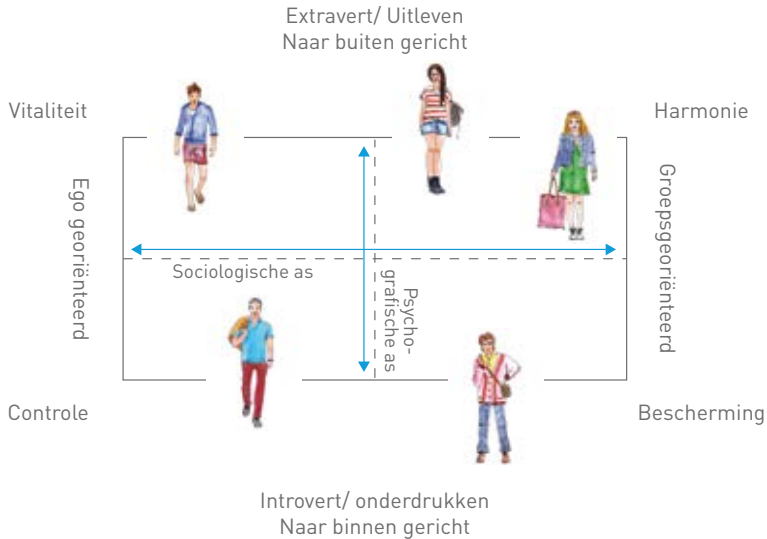 Extravert/ Uitleven
Naar buiten gericht
Vitaliteit
Harmonie
Ego georiënteerd
Groepsgeoriënteerd
Sociologische as
Psycho-
grafische as
Controle
Bescherming
Introvert/ onderdrukken
Naar binnen gericht